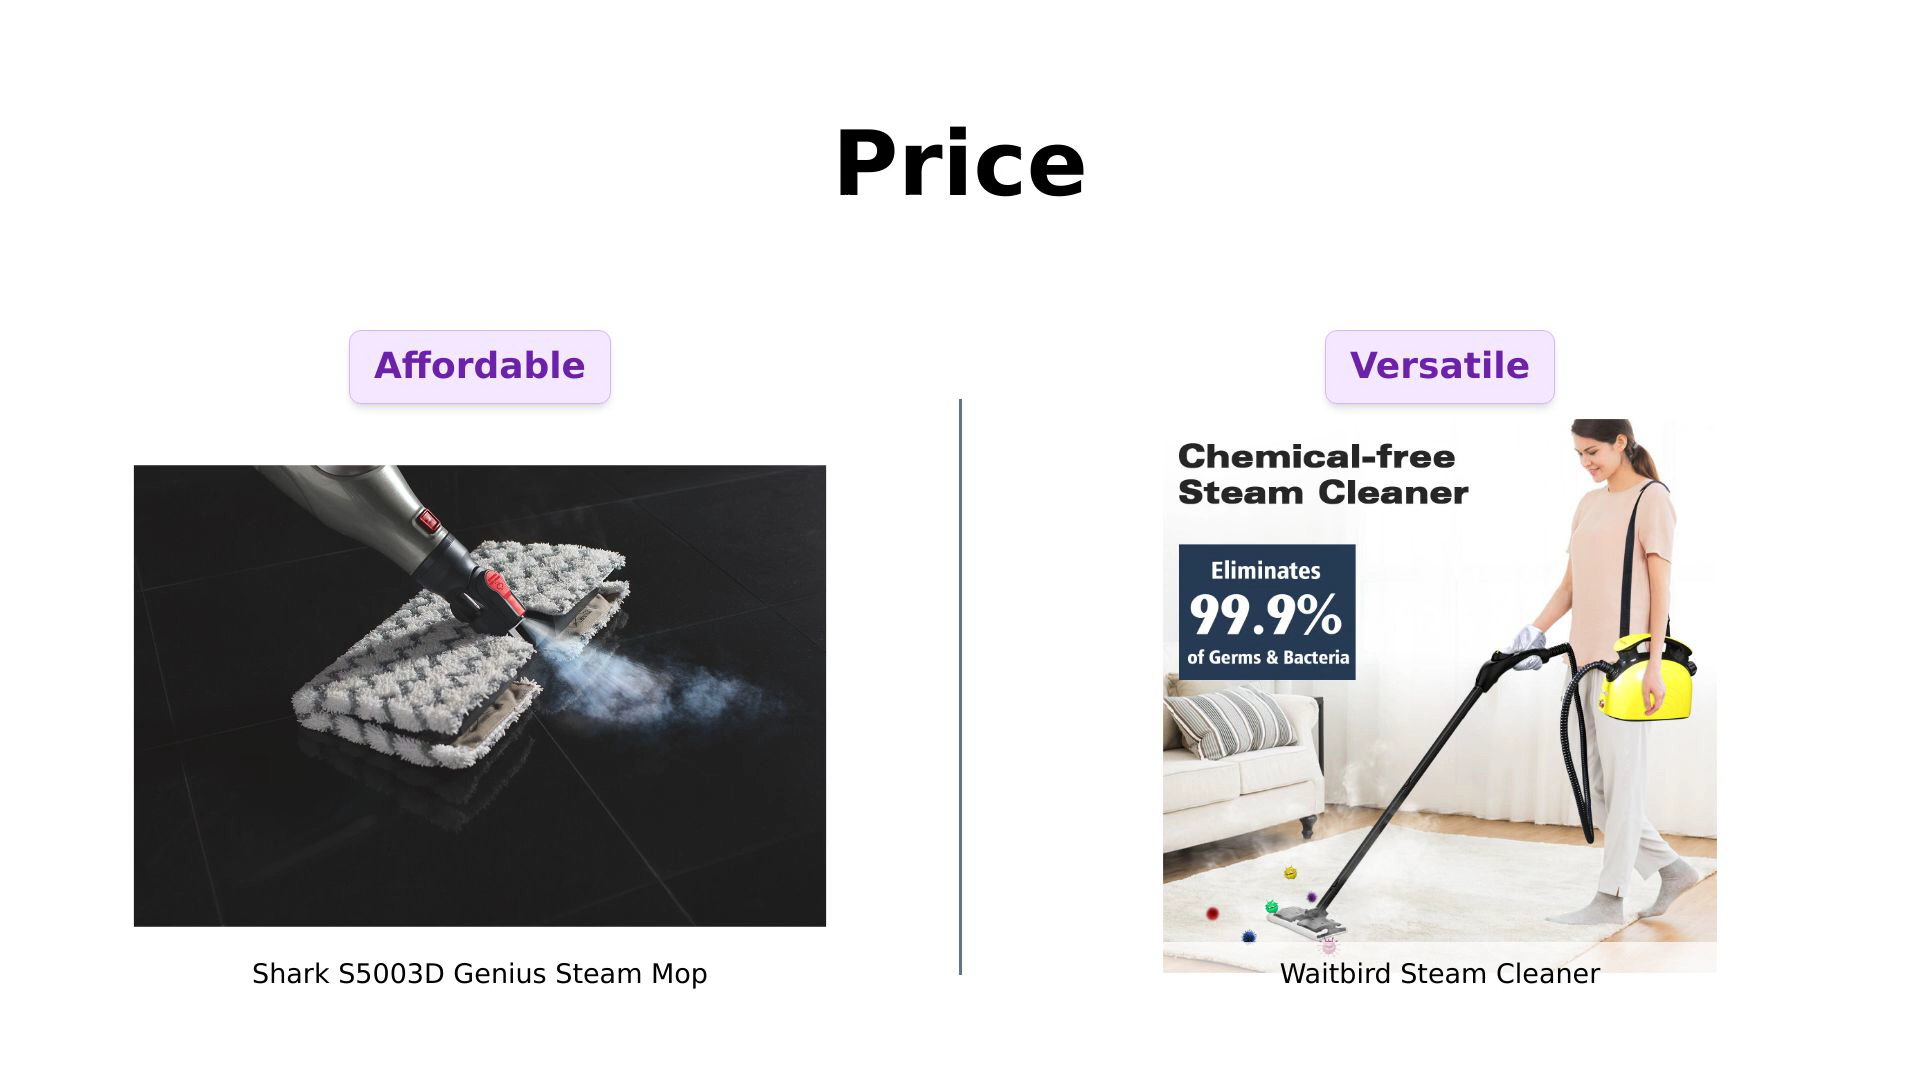 Price
Affordable
Versatile
Chemical-free
Steam Cleaner
Eliminates
99.9%
of Germs & Bacteria
Shark S5003D Genius Steam Mop
Waitbird Steam Cleaner